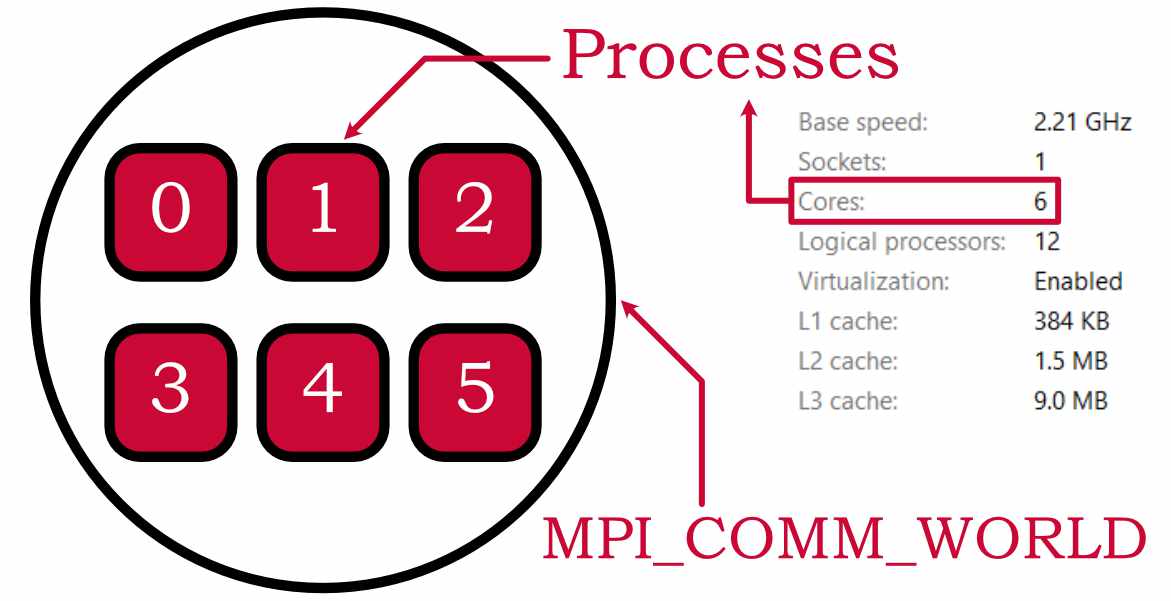 Processes
0 1 2
3 4 5
Base speed: 2.21 GHz
Sockets: 1
Cores: 6
Logical processors: 12
Virtualization: Enabled
L1 cache: 384 KB
L2 cache: 1.5 MB
L3 cache: 9.0 MB
MPI_COMM_WORLD